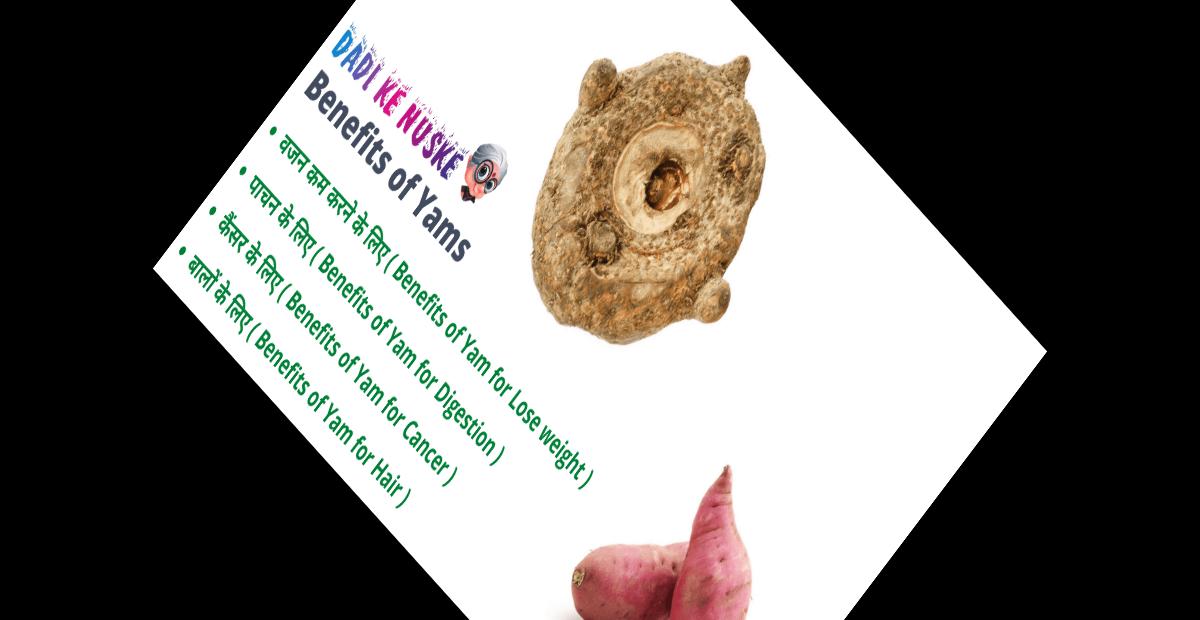 DADI KE NUSKE
Benefits of Yams
• वजन कम करने के लिए ( Benefits of Yam for Lose weight )
• पाचन के लिए ( Benefits of Yam for Digestion )
• कैंसर के लिए ( Benefits of Yam for Cancer )
• बालों के लिए ( Benefits of Yam for Hair )